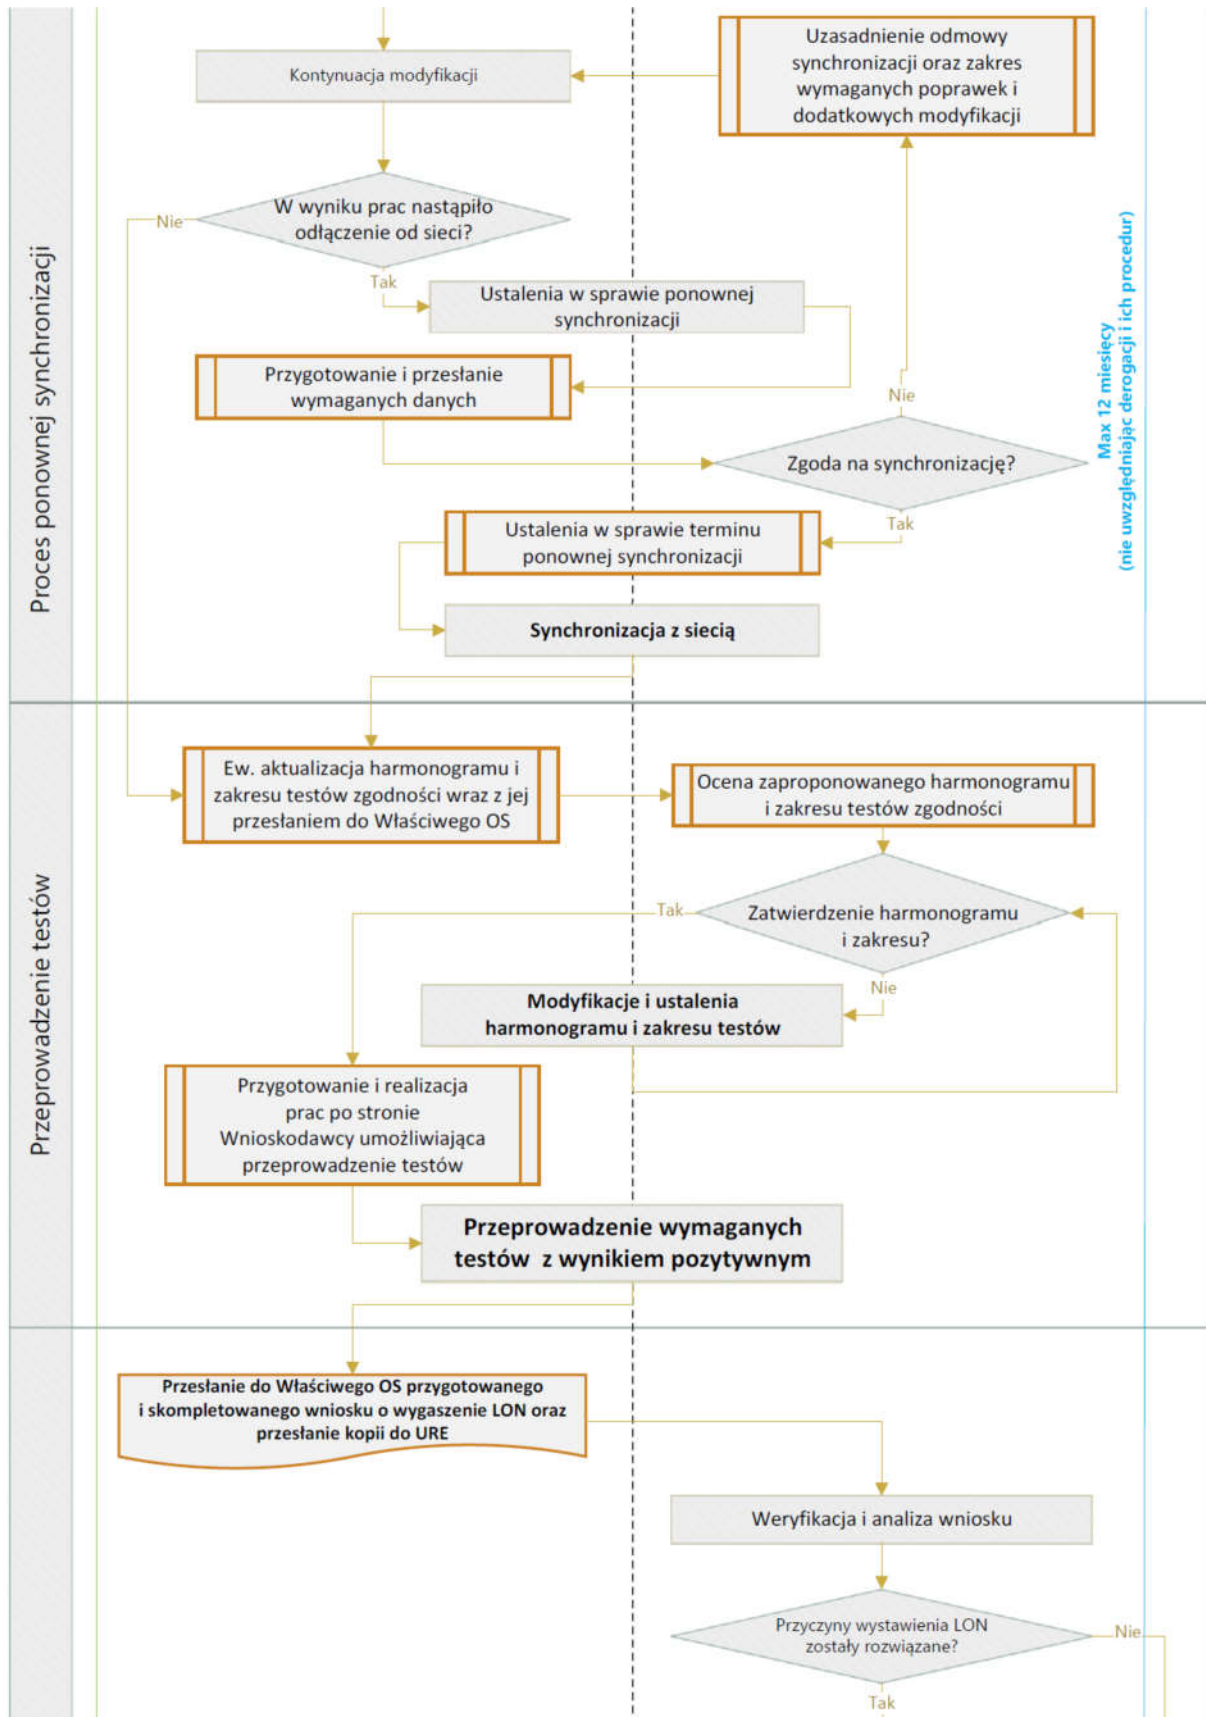 Uzasadnienie odmowy
synchronizacji oraz zakres
wymaganych poprawek i
dodatkowych modyfikacji
Kontynuacja modyfikacji
W wyniku prac nastąpiło
odłączenie od sieci?
Nie
Tak
Ustalenia w sprawie ponownej
synchronizacji
Przygotowanie i przesłanie
wymaganych danych
Nie
Zgoda na synchronizację?
Tak
Ustalenia w sprawie terminu
ponownej synchronizacji
Synchronizacja z siecią
Proces ponownej synchronizacji
Max 12 miesięcy
(nie uwzględniając derogacji i ich procedur)
Ew. aktualizacja harmonogramu i
zakresu testów zgodności wraz z jej
przesłaniem do Właściwego OS
Ocena zaproponowanego harmonogramu
i zakresu testów zgodności
Tak
Zatwierdzenie harmonogramu
i zakresu?
Nie
Modyfikacje i ustalenia
harmonogramu i zakresu testów
Przygotowanie i realizacja
prac po stronie
Wnioskodawcy umożliwiająca
przeprowadzenie testów
Przeprowadzenie wymaganych
testów z wynikiem pozytywnym
Przeprowadzenie testów
Przesłanie do Właściwego OS przygotowanego
i skompletowanego wniosku o wygaszenie LON oraz
przesłanie kopii do URE
Weryfikacja i analiza wniosku
Przyczyny wystawienia LON
zostały rozwiązane?
Nie
Tak